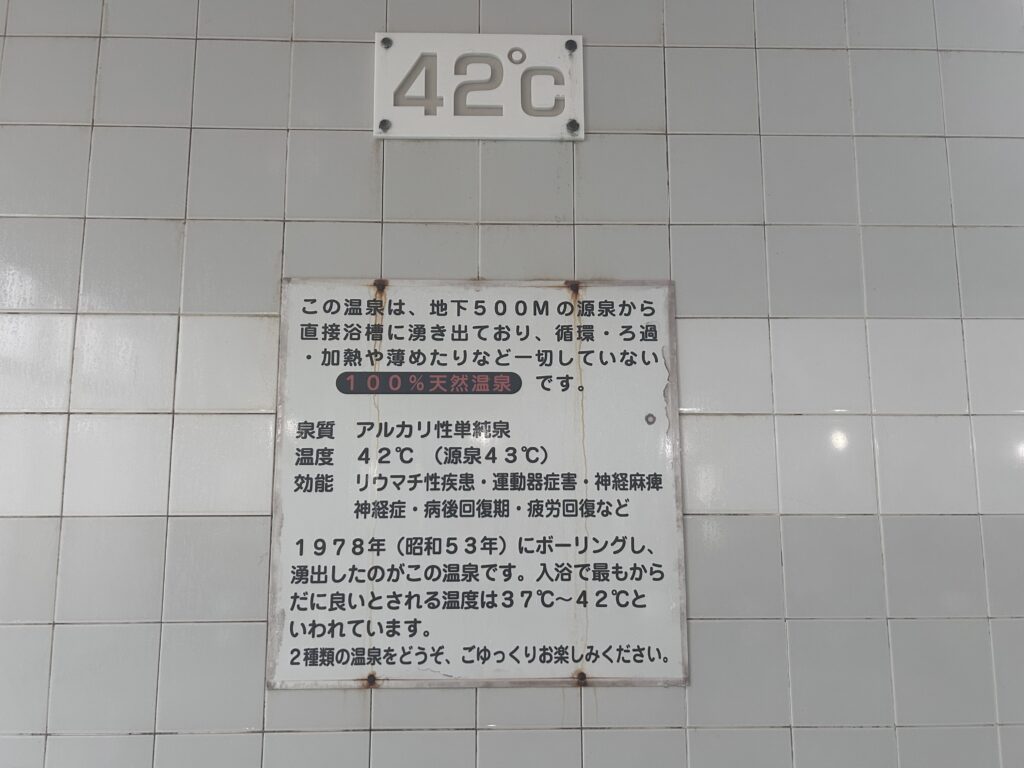 42℃
この温泉は、地下500Mの源泉から
直接浴槽に湧き出ており、循環・ろ過
・加熱や薄めたりなど一切していない
100%天然温泉 です。
泉質 アルカリ性単純泉
温度 42℃ (源泉43℃)
効能 リウマチ性疾患・運動器症害・神経麻痺
神経症・病後回復期・疲労回復など
1978年(昭和53年)にボーリングし、
湧出したのがこの温泉です。入浴で最もから
だに良いとされる温度は37℃~42℃と
いわれています。
2種類の温泉をどうぞ、ごゆっくりお楽しみください。